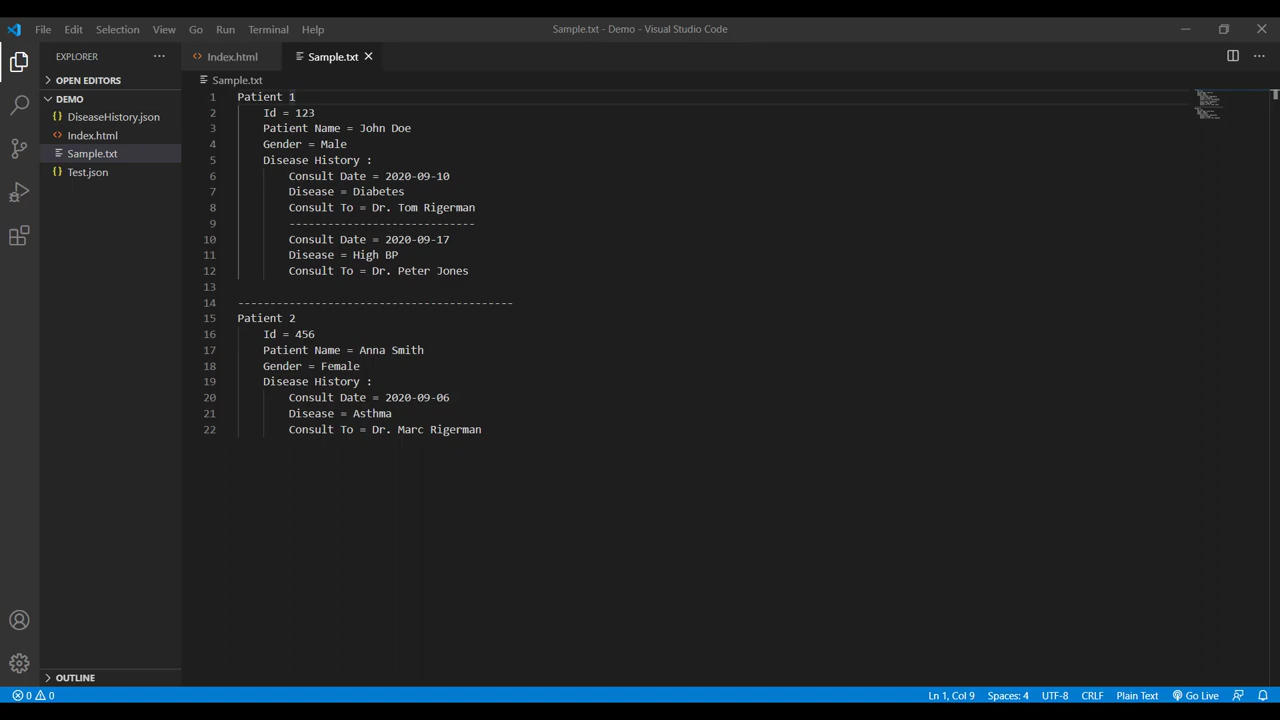 File Edit Selection View Go Run Terminal Help Sample.txt - Demo - Visual Studio Code
EXPLORER ···
Index.html Sample.txt
OPEN EDITORS
DEMO
DiseaseHistory.json
Index.html
Sample.txt
Test.json
Sample.txt
1 Patient 1
2 Id = 123
3 Patient Name = John Doe
4 Gender = Male
5 Disease History :
6 Consult Date = 2020-09-10
7 Disease = Diabetes
8 Consult To = Dr. Tom Rigerman
9 -----------------------------
10 Consult Date = 2020-09-17
11 Disease = High BP
12 Consult To = Dr. Peter Jones
13
14 -------------------------------------------
15 Patient 2
16 Id = 456
17 Patient Name = Anna Smith
18 Gender = Female
19 Disease History :
20 Consult Date = 2020-09-06
21 Disease = Asthma
22 Consult To = Dr. Marc Rigerman
OUTLINE
0 0 Ln 1, Col 9 Spaces: 4 UTF-8 CRLF Plain Text Go Live